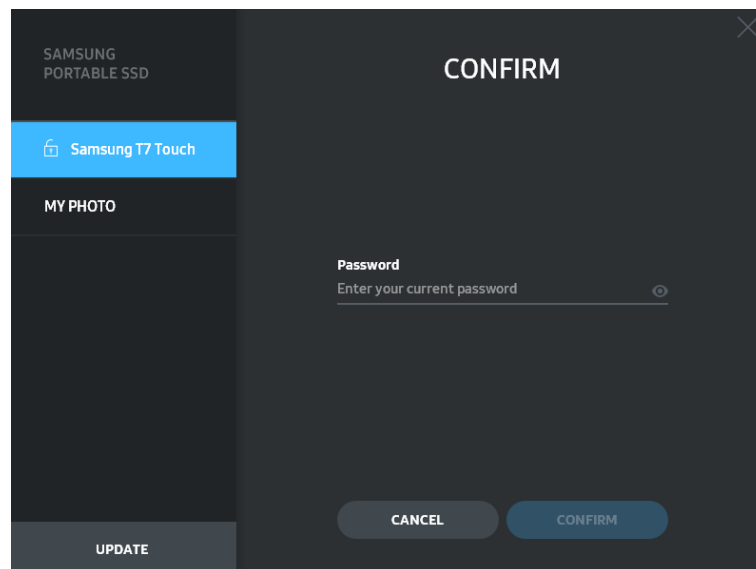 SAMSUNG
PORTABLE SSD
Samsung T7 Touch
MY PHOTO
UPDATE
CONFIRM
Password
Enter your current password
CANCEL
CONFIRM